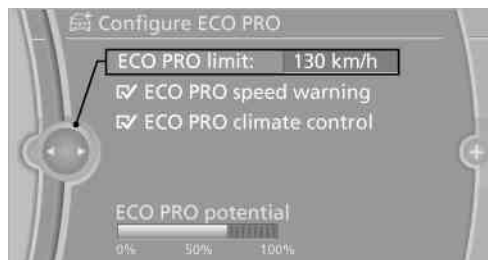 Configure ECO PRO
ECO PRO limit: 130 km/h
ECO PRO speed warning
ECO PRO climate control
ECO PRO potential
0% 50% 100%